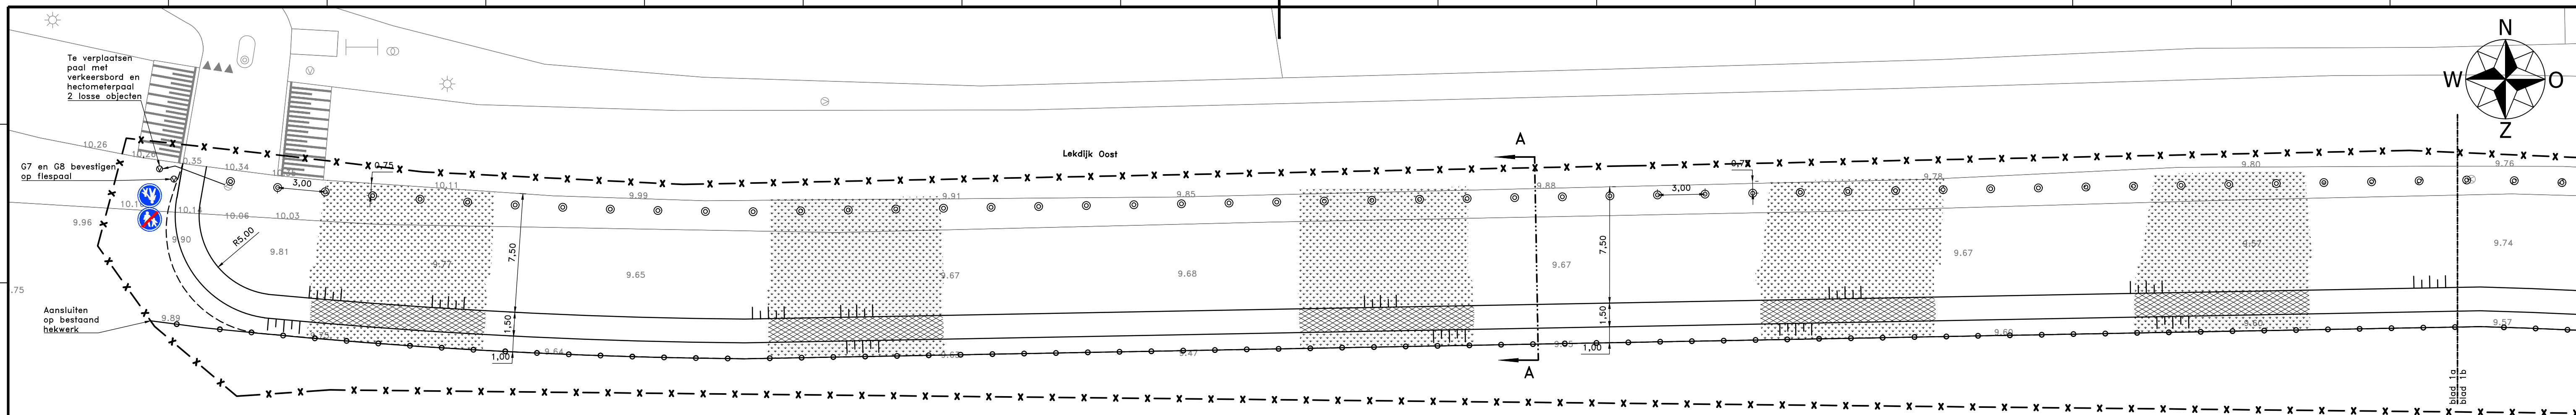 Te verplaatsen
paal met
verkeersbord en
hectometerpaal
2 losse objecten
G7 en G8 bevestigen
op flespaal
Aansluiten
op bestaand
hekwerk
Lekdijk Oost
N
W
O
Z
A
A
10.26
10.34
10.11
9.99
9.91
9.85
9.88
9.78
9.80
9.76
0,75
3,00
3,00
10.14
10.06
10.03
9.96
9.90
9.81
R5,00
9.77
7,50
9.65
9.67
9.68
9.67
7,50
9.67
9.57
9.74
.75
9.89
1,50
1,50
1,00
1,00
9.64
9.47
9.60
9.57
blad 1a
blad 1b